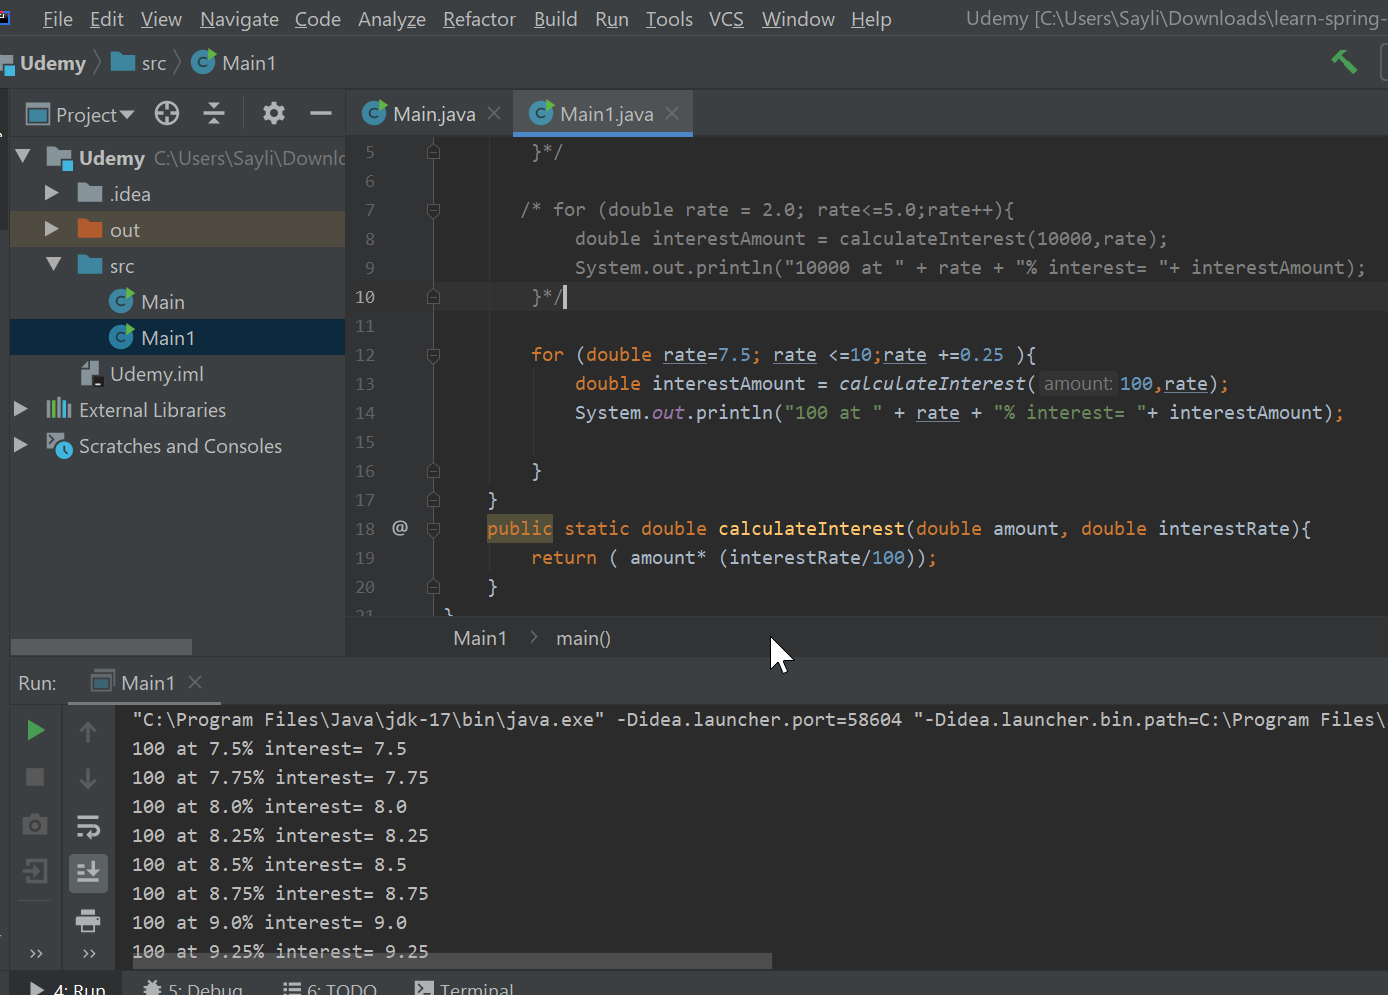 File Edit View Navigate Code Analyze Refactor Build Run Tools VCS Window Help Udemy [C:\Users\Sayli\Downloads\learn-spring-
Udemy src Main1
Project
Main.java Main1.java
Udemy C:\Users\Sayli\Downlo
.idea
out
src
Main
Main1
Udemy.iml
External Libraries
Scratches and Consoles
5 }*/
6
7 /* for (double rate = 2.0; rate<=5.0;rate++){
8 double interestAmount = calculateInterest(10000,rate);
9 System.out.println("10000 at " + rate + "% interest= "+ interestAmount);
10 }*/
11
12 for (double rate=7.5; rate <=10;rate +=0.25 ){
13 double interestAmount = calculateInterest( amount: 100,rate);
14 System.out.println("100 at " + rate + "% interest= "+ interestAmount);
15
16 }
17 }
18 @ public static double calculateInterest(double amount, double interestRate){
19 return ( amount* (interestRate/100));
20 }
21 }
Main1 main()
Run: Main1
"C:\Program Files\Java\jdk-17\bin\java.exe" -Didea.launcher.port=58604 "-Didea.launcher.bin.path=C:\Program Files\
100 at 7.5% interest= 7.5
100 at 7.75% interest= 7.75
100 at 8.0% interest= 8.0
100 at 8.25% interest= 8.25
100 at 8.5% interest= 8.5
100 at 8.75% interest= 8.75
100 at 9.0% interest= 9.0
100 at 9.25% interest= 9.25
4: Run 5: Debug 6: TODO Terminal